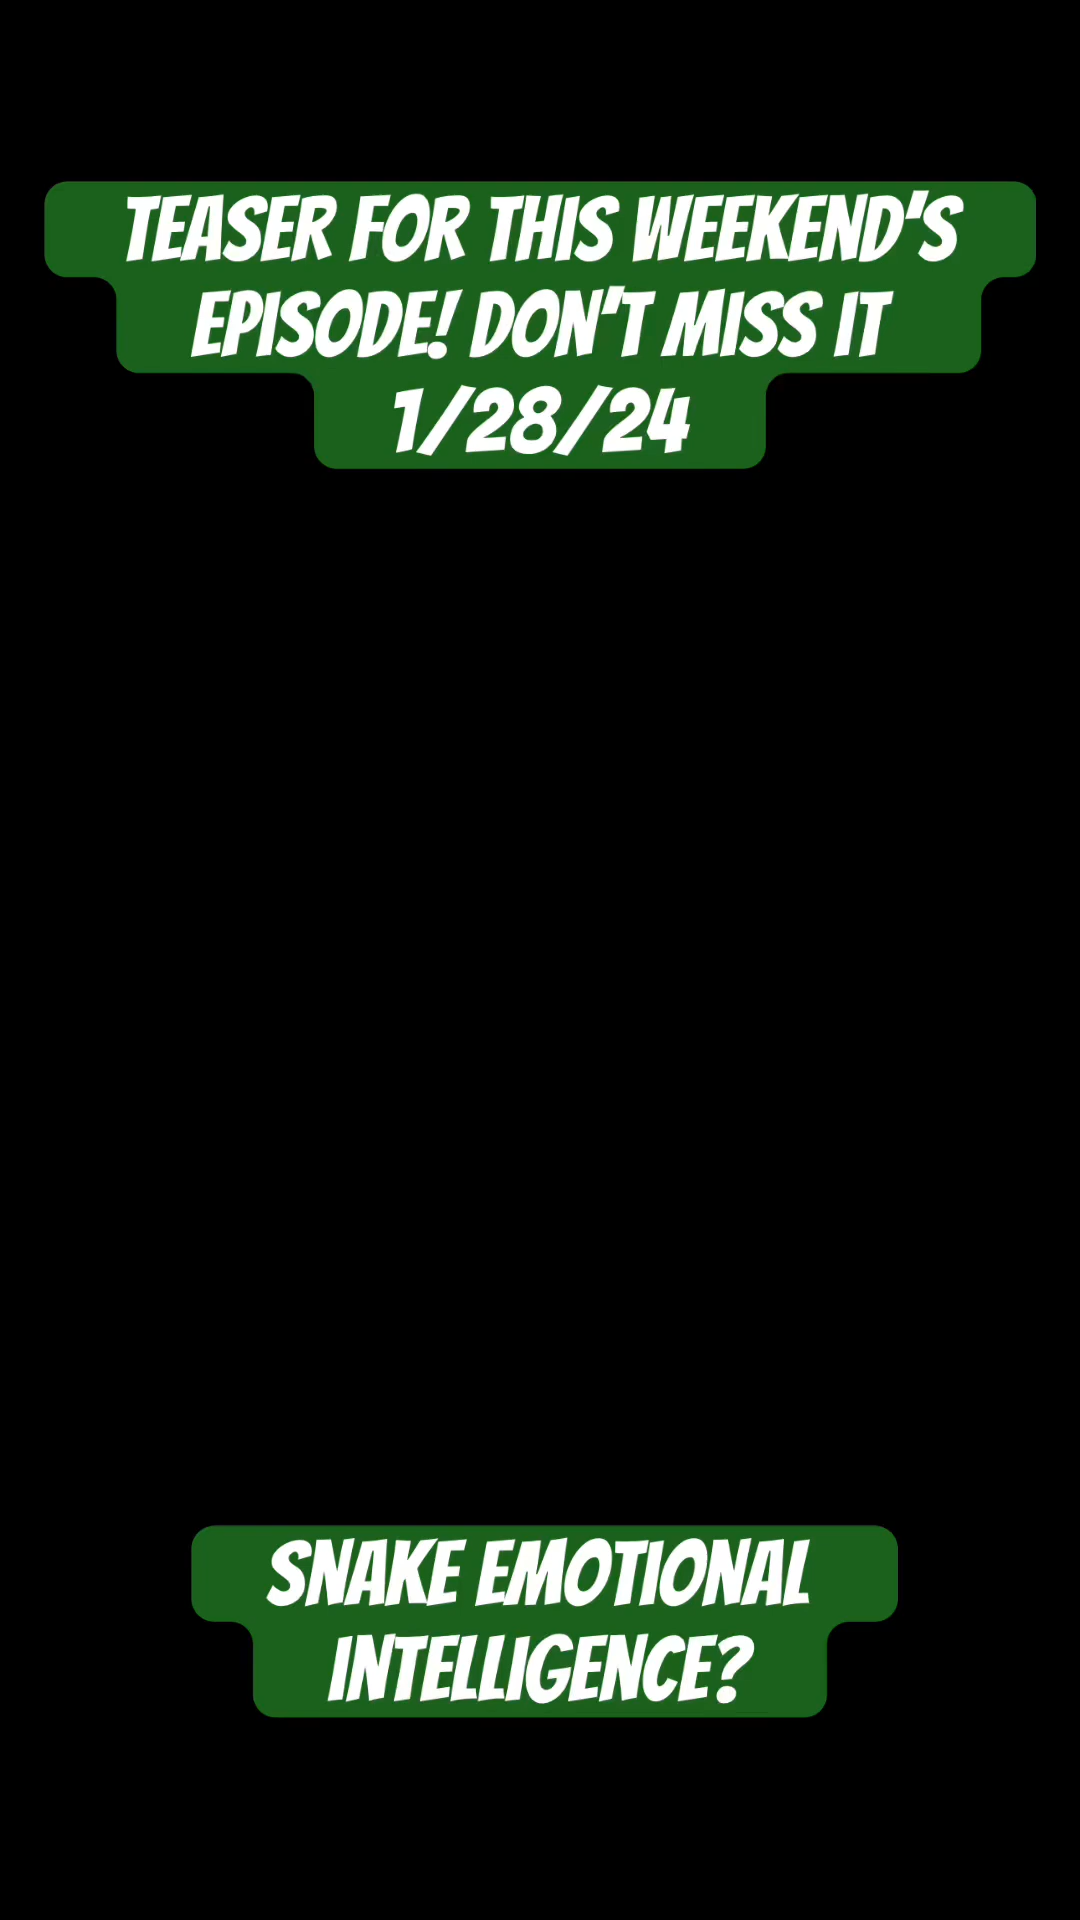 TEASER FOR THIS WEEKEND'S
EPISODE! DON'T MISS IT
1/28/24
SNAKE EMOTIONAL
INTELLIGENCE?